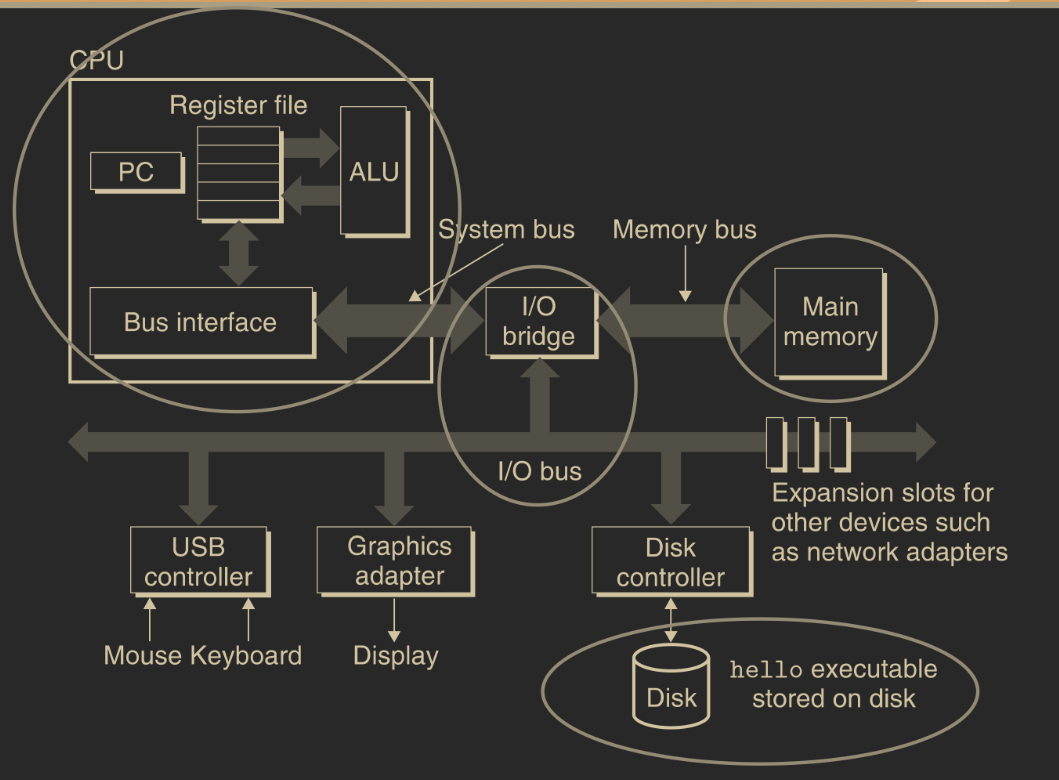 CPU
Register file
PC
ALU
System bus
Memory bus
Bus interface
I/O
bridge
Main
memory
I/O bus
Expansion slots for
other devices such
as network adapters
USB
controller
Graphics
adapter
Disk
controller
Mouse Keyboard
Display
Disk
hello executable
stored on disk